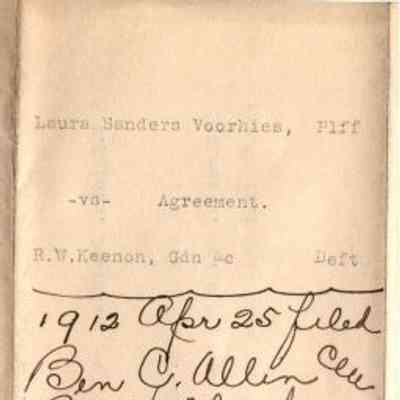 Laura Sanders Voorhies, Plff
-vs- Agreement.
R.W.Keenon, Gdn &c Deft
1912 Apr 25 filed
Ben C. Allen Clk